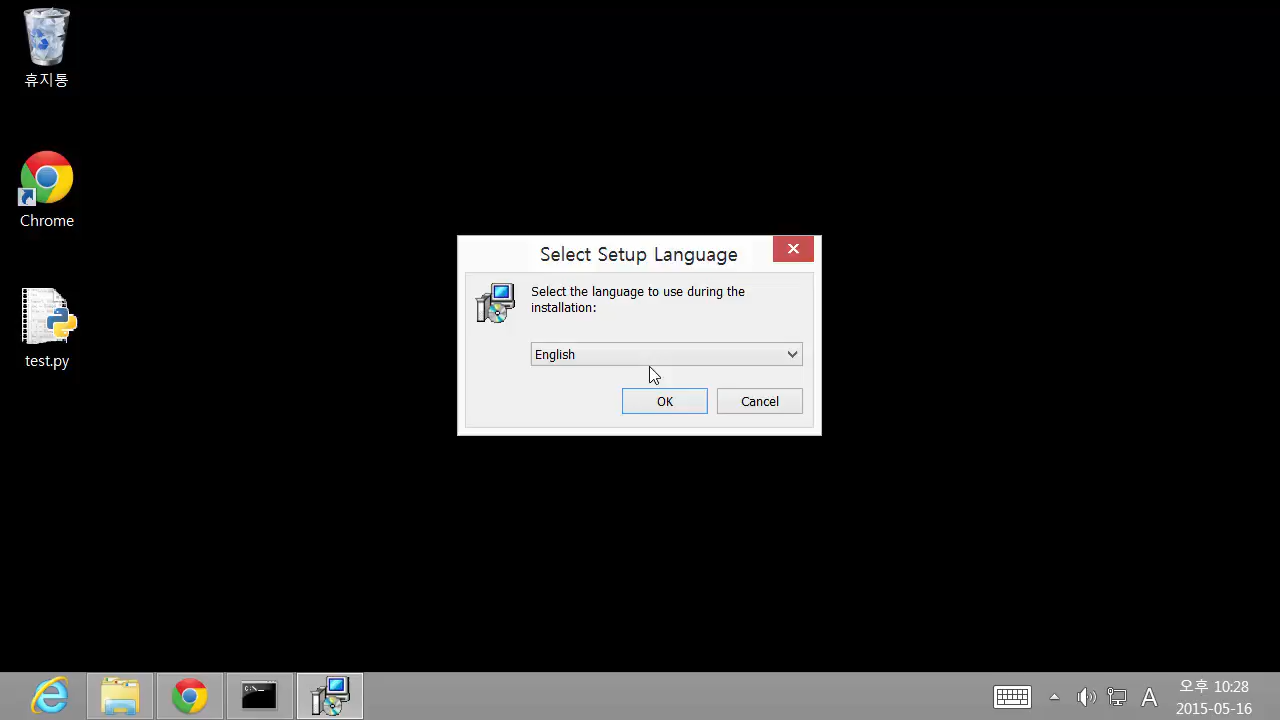 휴지통
Chrome
test.py
Select Setup Language
Select the language to use during the
installation:
English
OK
Cancel
A
오후 10:28
2015-05-16